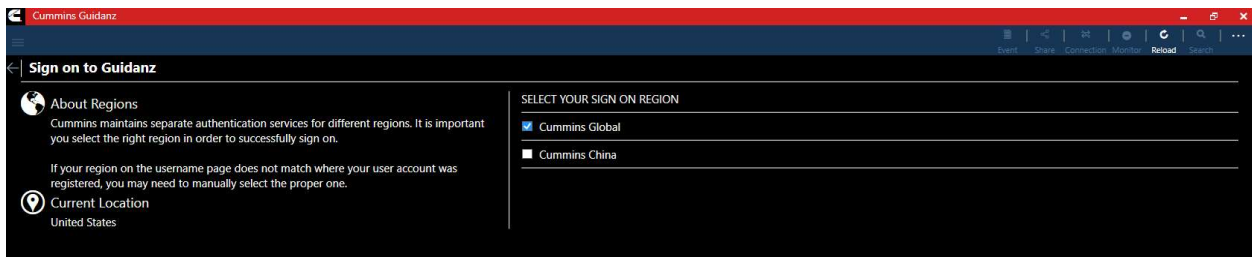 Cummins Guidanz
Event Share Connection Monitor Reload Search
Sign on to Guidanz
About Regions
Cummins maintains separate authentication services for different regions. It is important
you select the right region in order to successfully sign on.
If your region on the username page does not match where your user account was
registered, you may need to manually select the proper one.
Current Location
United States
SELECT YOUR SIGN ON REGION
Cummins Global
Cummins China